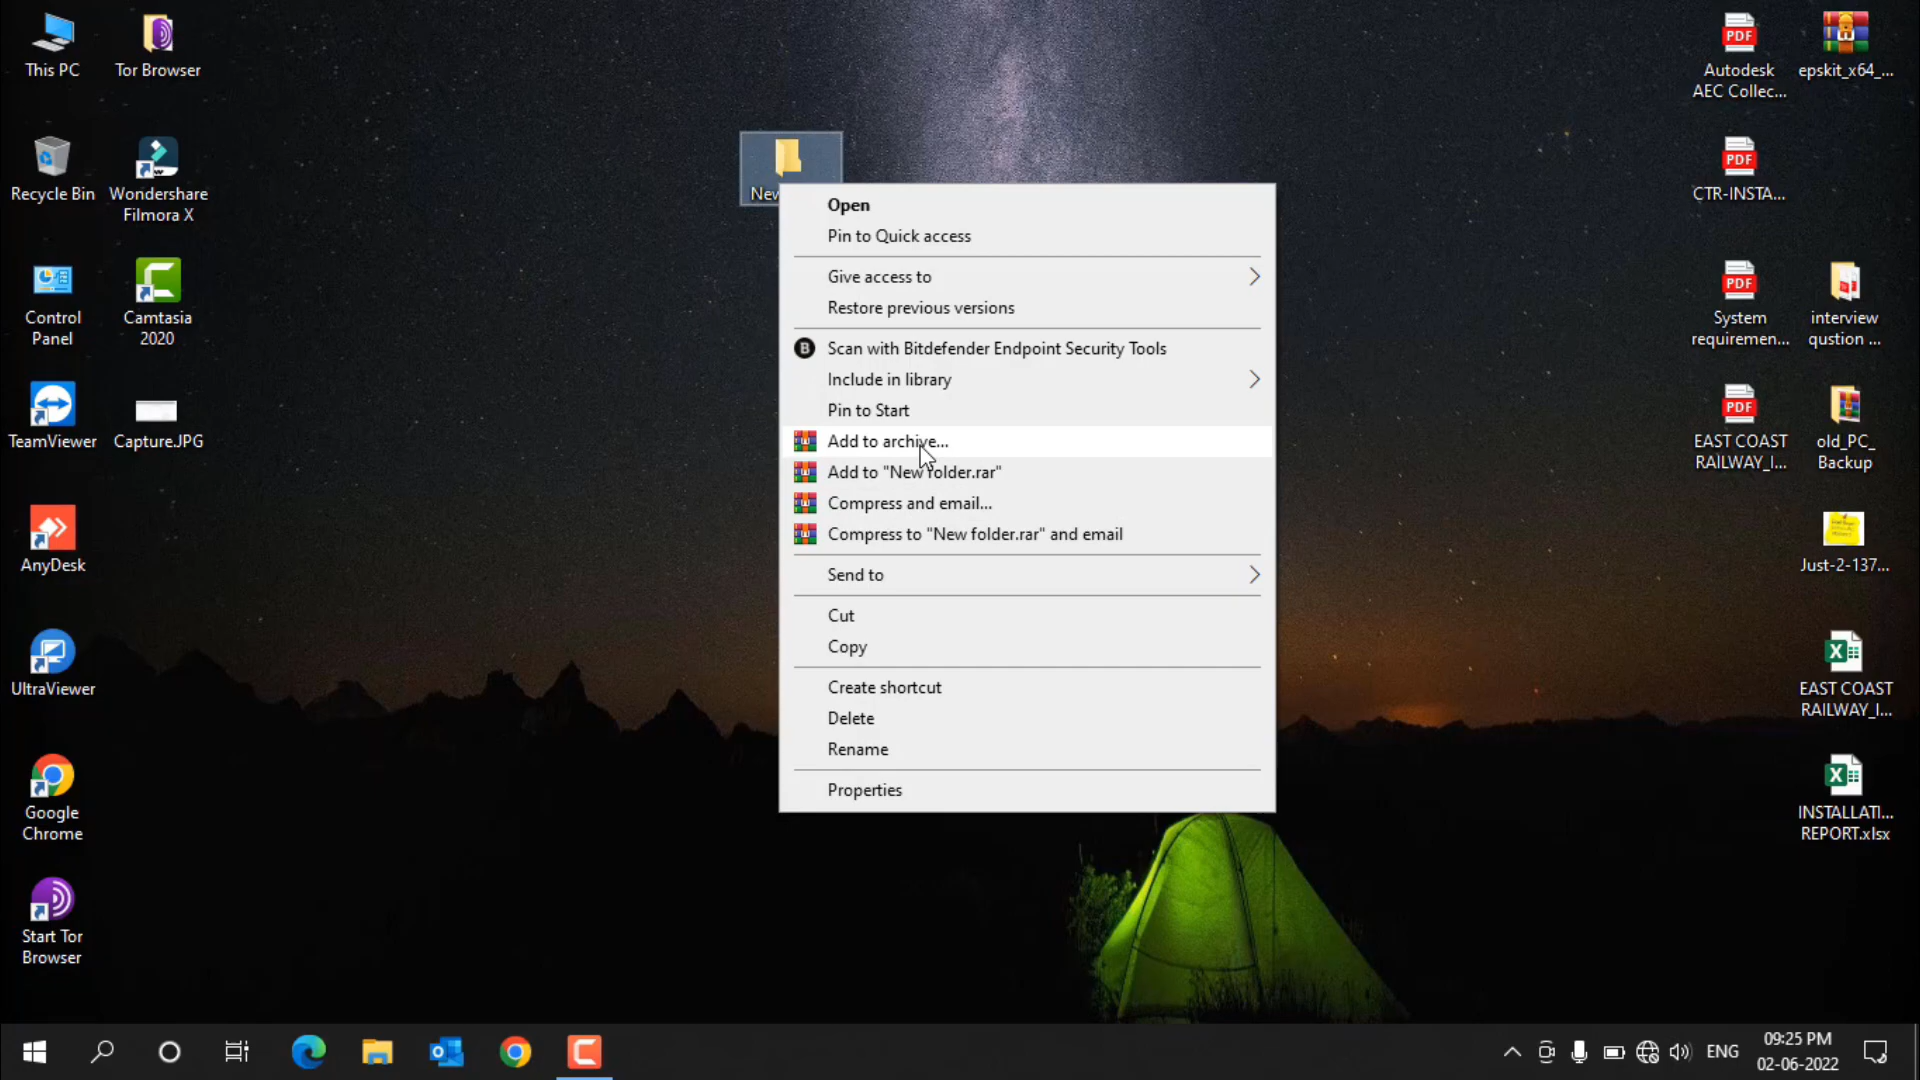 This PC
Tor Browser
Recycle Bin
Wondershare
Filmora X
Control
Panel
Camtasia
2020
TeamViewer
Capture.JPG
AnyDesk
UltraViewer
Google
Chrome
Start Tor
Browser
New
Open
Pin to Quick access
Give access to
Restore previous versions
B
Scan with Bitdefender Endpoint Security Tools
Include in library
Pin to Start
Add to archive...
Add to "New folder.rar"
Compress and email...
Compress to "New folder.rar" and email
Send to
Cut
Copy
Create shortcut
Delete
Rename
Properties
PDF
Autodesk
AEC Collec...
epskit_x64_...
PDF
CTR-INSTA...
PDF
System
requiremen...
interview
qustion ...
PDF
EAST COAST
RAILWAY_I...
old_PC_
Backup
Just-2-137...
EAST COAST
RAILWAY_I...
INSTALLATI...
REPORT.xlsx
ENG
09:25 PM
02-06-2022